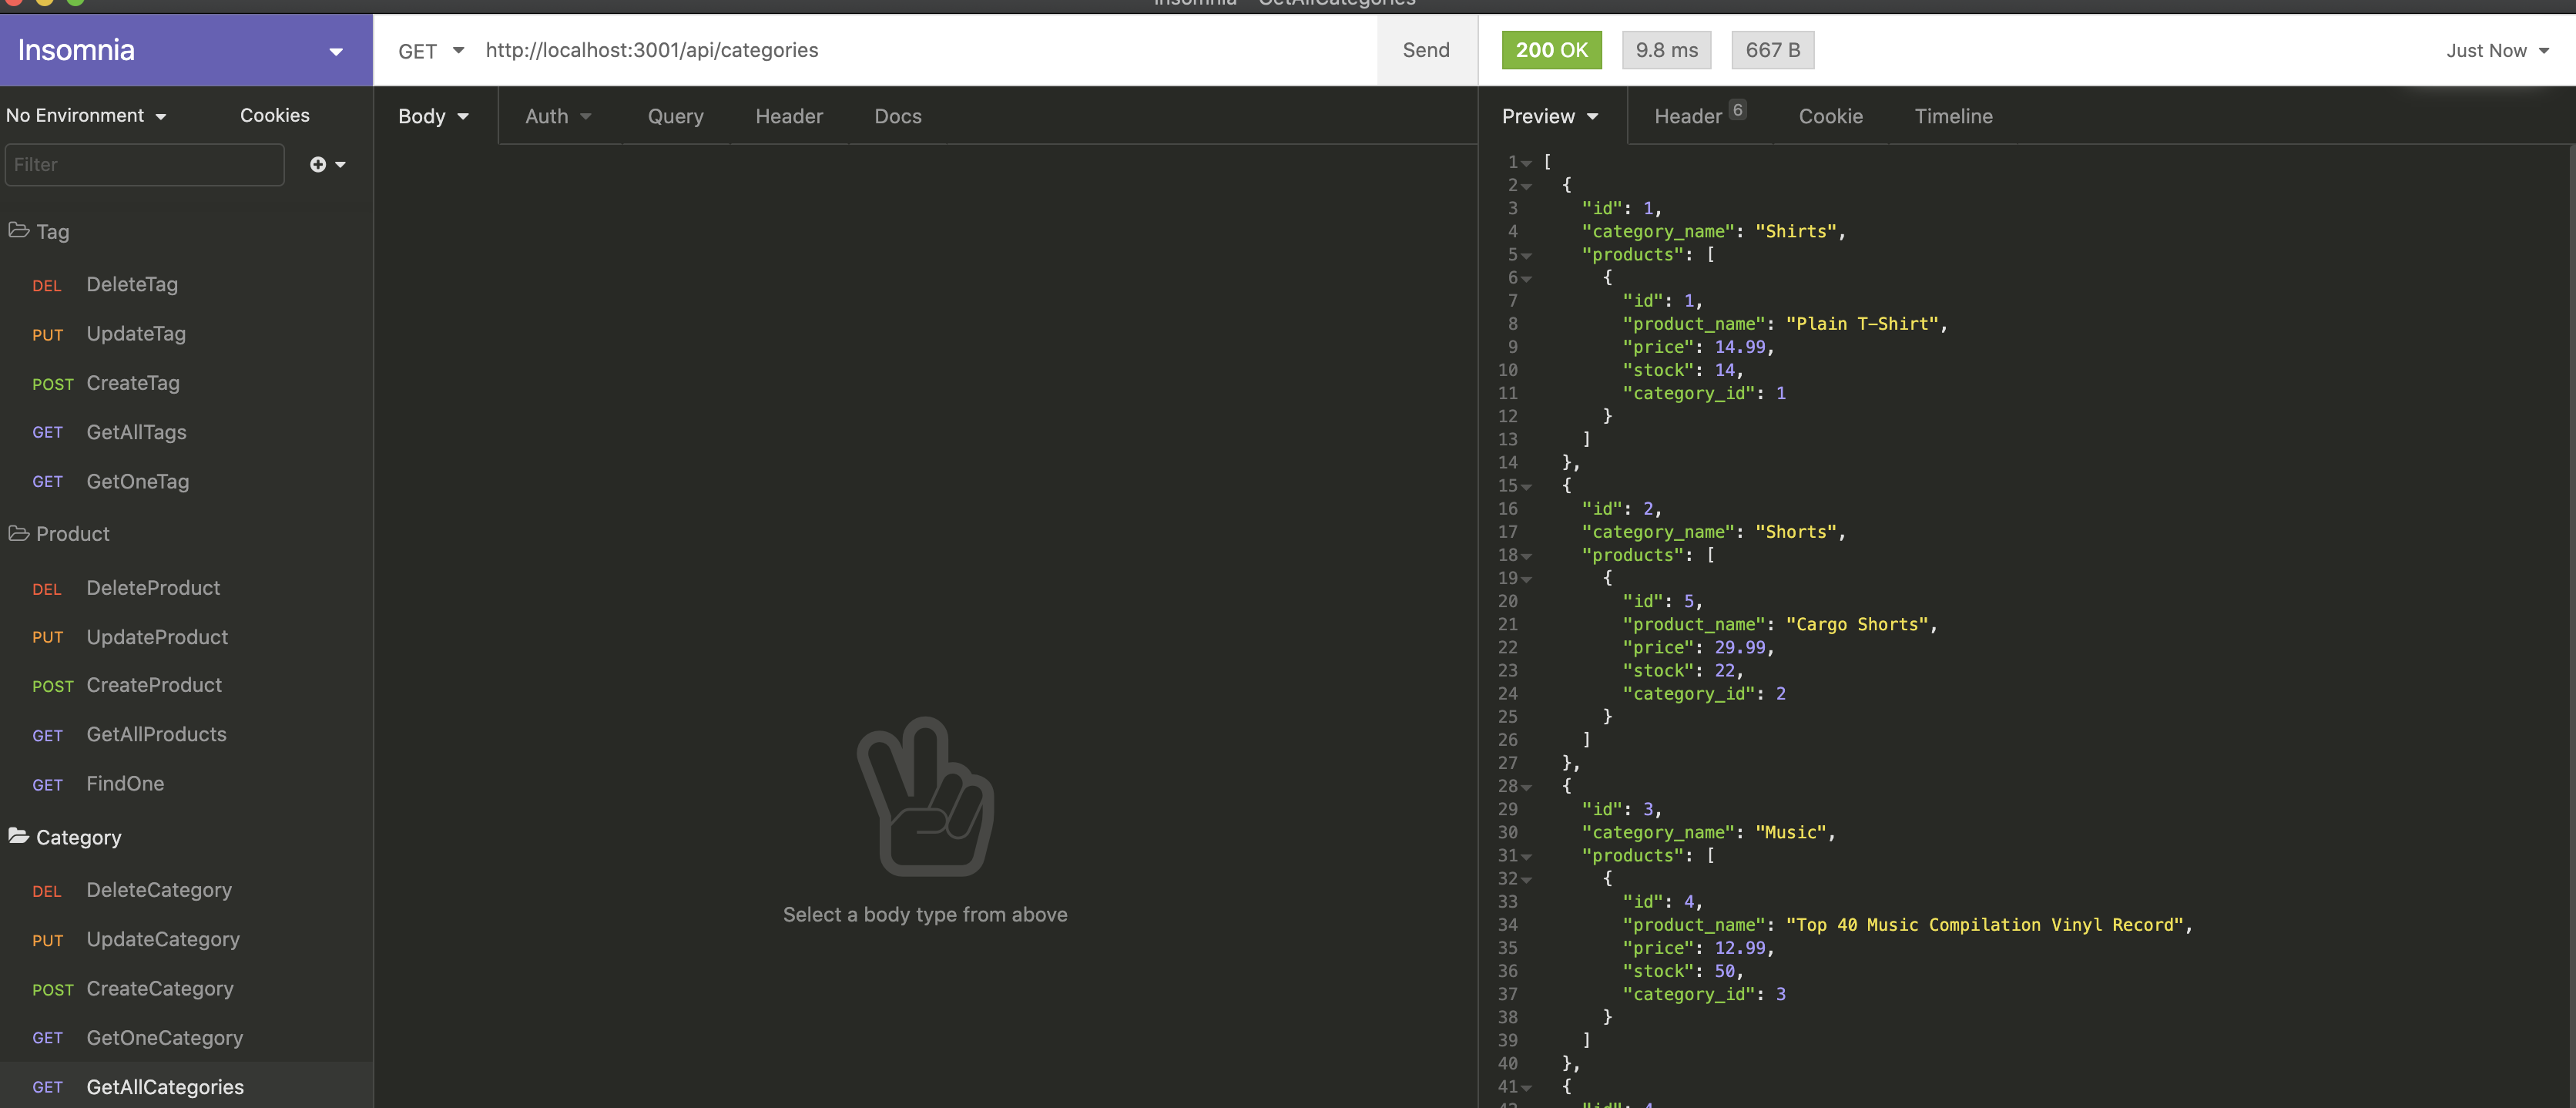 Insomnia – GetAllCategories
Insomnia
GET http://localhost:3001/api/categories Send
200 OK 9.8 ms 667 B Just Now
No Environment Cookies
Filter
Tag
DEL DeleteTag
PUT UpdateTag
POST CreateTag
GET GetAllTags
GET GetOneTag
Product
DEL DeleteProduct
PUT UpdateProduct
POST CreateProduct
GET GetAllProducts
GET FindOne
Category
DEL DeleteCategory
PUT UpdateCategory
POST CreateCategory
GET GetOneCategory
GET GetAllCategories
Body Auth Query Header Docs
Select a body type from above
Preview Header 6 Cookie Timeline
1 [
2 {
3 "id": 1,
4 "category_name": "Shirts",
5 "products": [
6 {
7 "id": 1,
8 "product_name": "Plain T-Shirt",
9 "price": 14.99,
10 "stock": 14,
11 "category_id": 1
12 }
13 ]
14 },
15 {
16 "id": 2,
17 "category_name": "Shorts",
18 "products": [
19 {
20 "id": 5,
21 "product_name": "Cargo Shorts",
22 "price": 29.99,
23 "stock": 22,
24 "category_id": 2
25 }
26 ]
27 },
28 {
29 "id": 3,
30 "category_name": "Music",
31 "products": [
32 {
33 "id": 4,
34 "product_name": "Top 40 Music Compilation Vinyl Record",
35 "price": 12.99,
36 "stock": 50,
37 "category_id": 3
38 }
39 ]
40 },
41 {